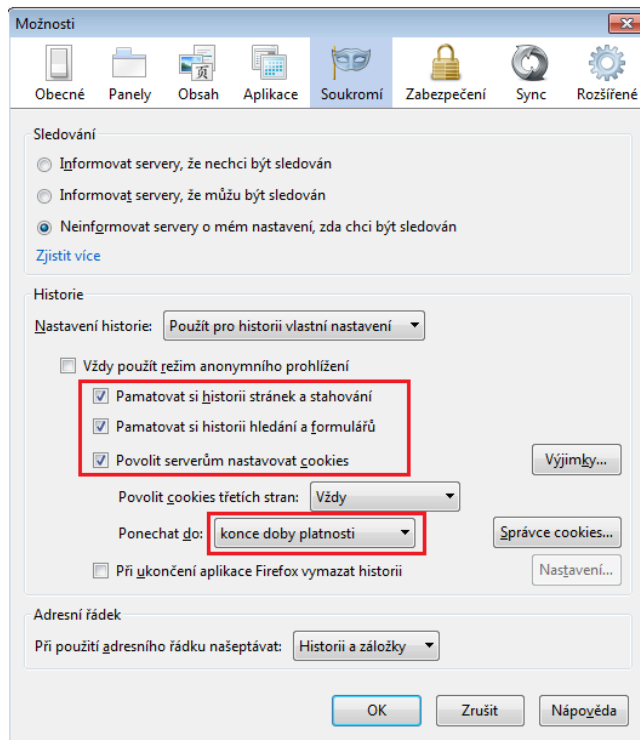 Možnosti
Obecné Panely Obsah Aplikace Soukromí Zabezpečení Sync Rozšířené
Sledování
Informovat servery, že nechci být sledován
Informovat servery, že můžu být sledován
Neinformovat servery o mém nastavení, zda chci být sledován
Zjistit více
Historie
Nastavení historie: Použít pro historii vlastní nastavení
Vždy použít režim anonymního prohlížení
Pamatovat si historii stránek a stahování
Pamatovat si historii hledání a formulářů
Povolit serverům nastavovat cookies Výjimky...
Povolit cookies třetích stran: Vždy
Ponechat do: konce doby platnosti Správce cookies...
Při ukončení aplikace Firefox vymazat historii Nastavení...
Adresní řádek
Při použití adresního řádku našeptávat: Historii a záložky
OK Zrušit Nápověda